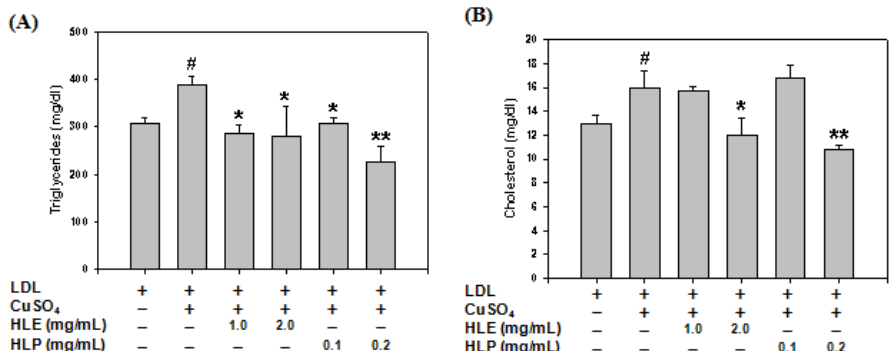 (A)
500
400
300
200
100
0
Triglycerides (mg/dl)
#
*
*
*
**
LDL + + + + + +
CuSO4 – + + + + +
HLE (mg/mL) – – 1.0 2.0 – –
HLP (mg/mL) – – – – 0.1 0.2
(B)
20
18
16
14
12
10
8
6
4
2
0
Cholesterol (mg/dl)
#
*
**
LDL + + + + + +
CuSO4 – + + + + +
HLE (mg/mL) – – 1.0 2.0 – –
HLP (mg/mL) – – – – 0.1 0.2